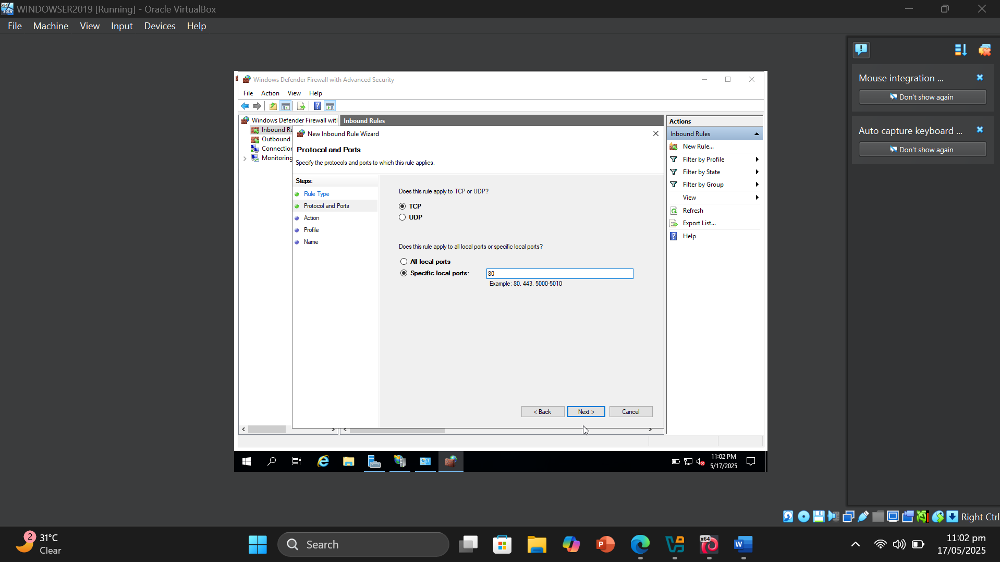 WINDOWSER2019 [Running] - Oracle VirtualBox
File Machine View Input Devices Help
Mouse integration ...
Don't show again
Auto capture keyboard ...
Don't show again
Windows Defender Firewall with Advanced Security
File Action View Help
Windows Defender Firewall with
Inbound Ru
Outbound
Connection
Monitoring
Inbound Rules
New Inbound Rule Wizard
Protocol and Ports
Specify the protocols and ports to which this rule applies.
Steps:
Rule Type
Protocol and Ports
Action
Profile
Name
Does this rule apply to TCP or UDP?
TCP
UDP
Does this rule apply to all local ports or specific local ports?
All local ports
Specific local ports:
80
Example: 80, 443, 5000-5010
< Back
Next >
Cancel
Actions
Inbound Rules
New Rule...
Filter by Profile
Filter by State
Filter by Group
View
Refresh
Export List...
Help
11:02 PM
5/17/2025
Right Ctrl
2
31°C
Clear
Search
x64
11:02 pm
17/05/2025